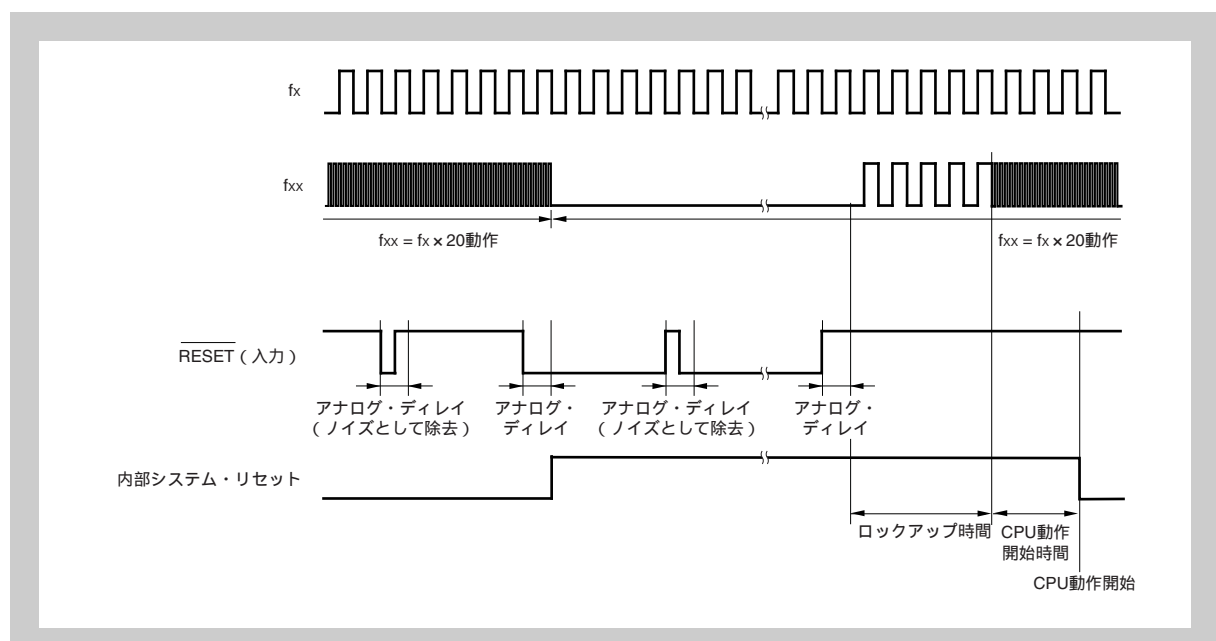 fx
fxx
fxx = fx × 20動作
fxx = fx × 20動作
RESET（入力）
アナログ・ディレイ
（ノイズとして除去）
アナログ・
ディレイ
アナログ・ディレイ
（ノイズとして除去）
アナログ・
ディレイ
内部システム・リセット
ロックアップ時間
CPU動作
開始時間
CPU動作開始